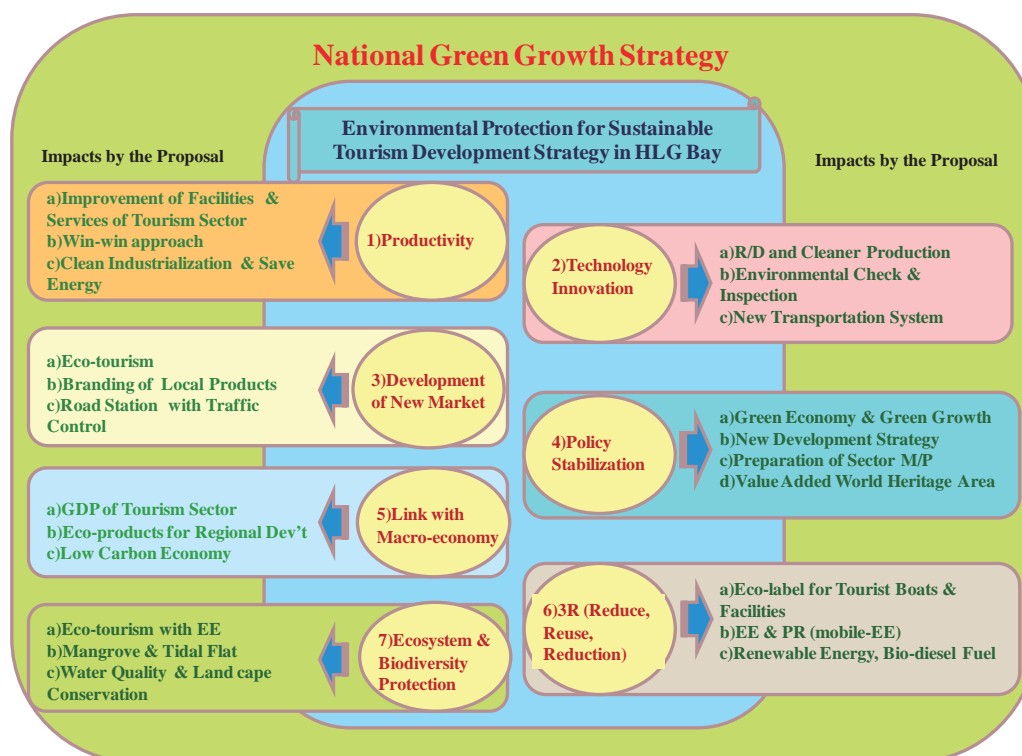 National Green Growth Strategy
Environmental Protection for Sustainable
Tourism Development Strategy in HLG Bay
Impacts by the Proposal
Impacts by the Proposal
a)Improvement of Facilities & 
Services of Tourism Sector
b)Win-win approach
c)Clean Industrialization & Save
Energy
1)Productivity
2)Technology
Innovation
a)R/D and Cleaner Production
b)Environmental Check &
Inspection
c)New Transportation System
a)Eco-tourism
b)Branding of Local Products
c)Road Station with Traffic
Control
3)Development
of New Market
4)Policy
Stabilization
a)Green Economy & Green Growth
b)New Development Strategy
c)Preparation of Sector M/P
d)Value Added World Heritage Area
a)GDP of Tourism Sector
b)Eco-products for Regional Dev't
c)Low Carbon Economy
5)Link with
Macro-economy
6)3R (Reduce,
Reuse,
Reduction)
a)Eco-label for Tourist Boats &
Facilities
b)EE & PR (mobile-EE)
c)Renewable Energy, Bio-diesel Fuel
a)Eco-tourism with EE
b)Mangrove & Tidal Flat
c)Water Quality & Land cape
Conservation
7)Ecosystem &
Biodiversity
Protection